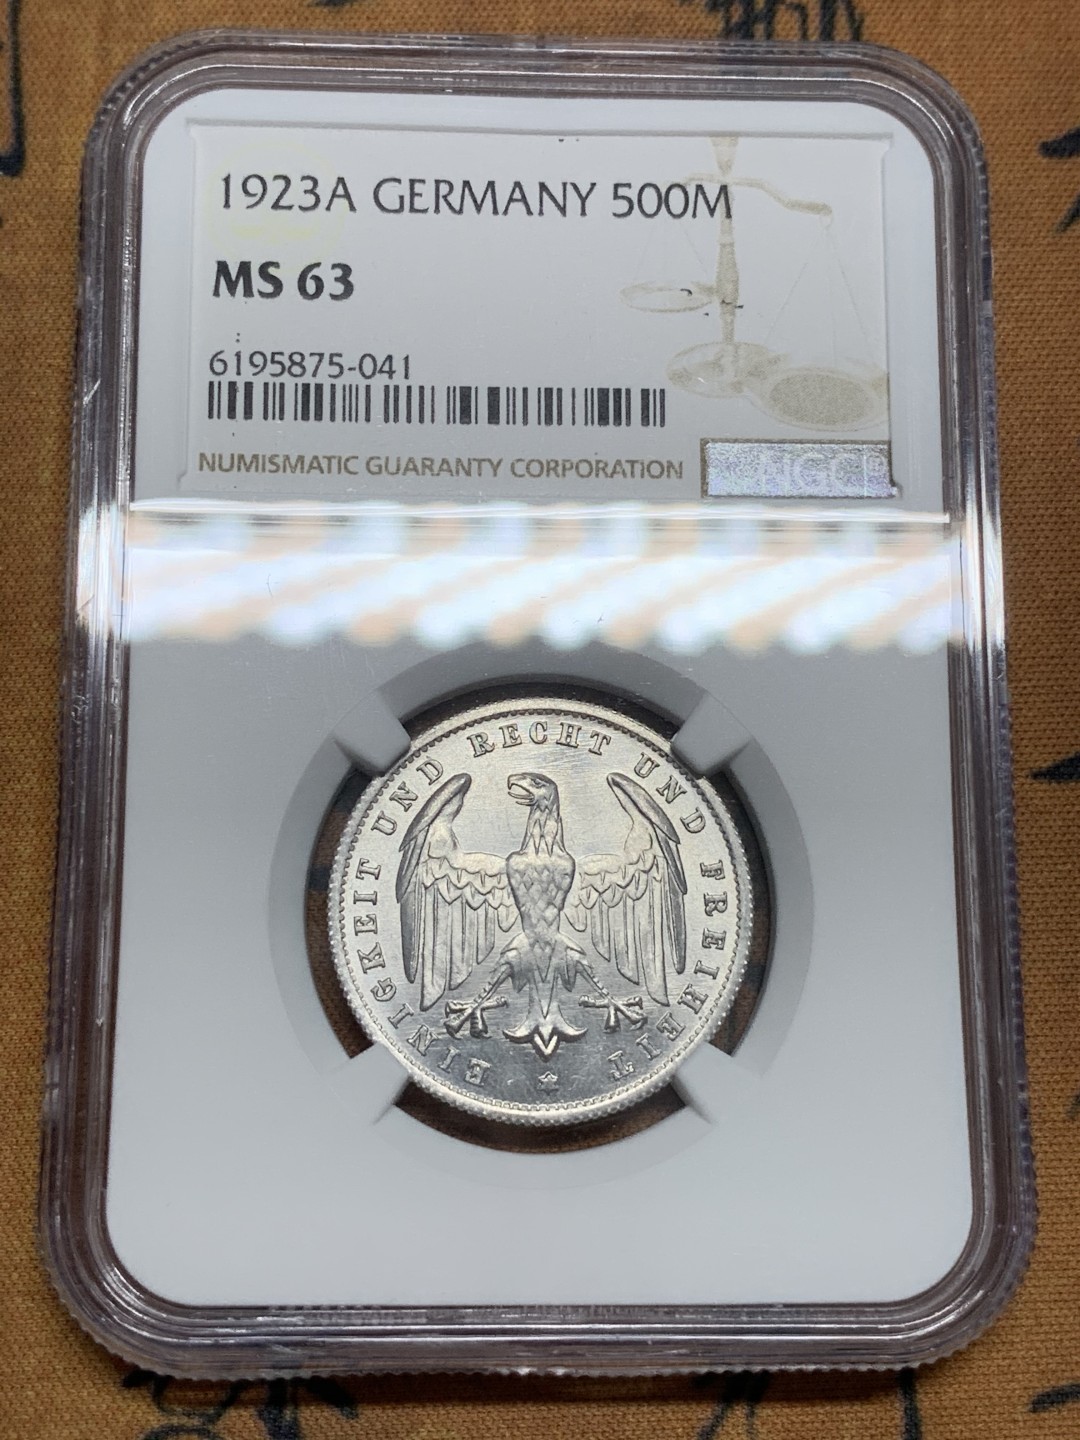 1923A GERMANY 500M
MS 63
6195875-041
NUMISMATIC GUARANTY CORPORATION
NGC
EINIGKEIT UND RECHT UND FREIHEIT